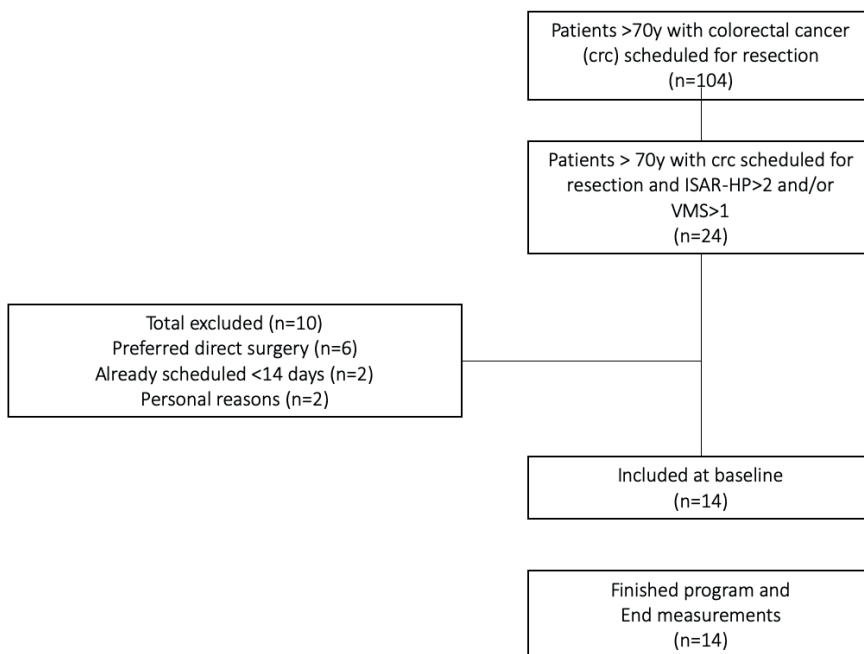 Patients >70y with colorectal cancer
(crc) scheduled for resection
(n=104)
Patients > 70y with crc scheduled for
resection and ISAR-HP>2 and/or
VMS>1
(n=24)
Total excluded (n=10)
Preferred direct surgery (n=6)
Already scheduled <14 days (n=2)
Personal reasons (n=2)
Included at baseline
(n=14)
Finished program and
End measurements
(n=14)